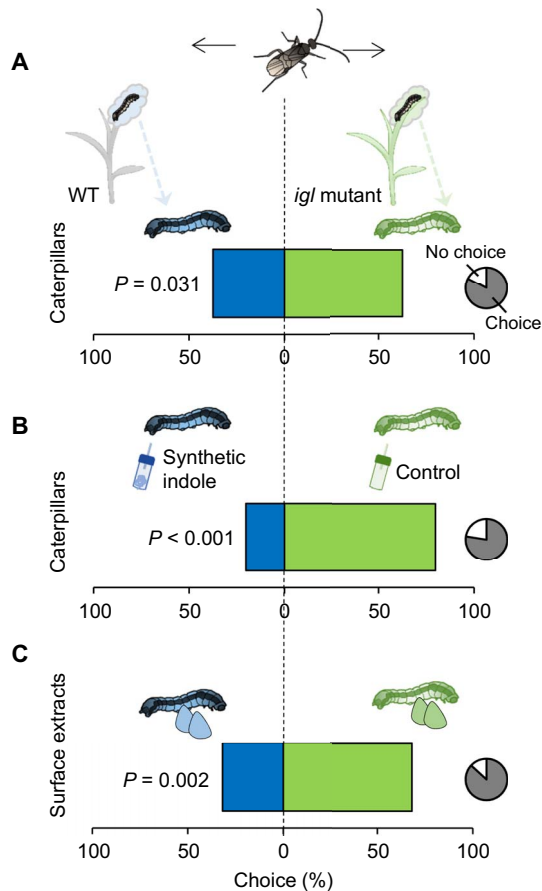 A
WT
igl mutant
No choice
Choice
Caterpillars
P = 0.031
100 50 0 50 100
B
Synthetic
indole
Control
Caterpillars
P < 0.001
100 50 0 50 100
C
Surface extracts
P = 0.002
100 50 0 50 100
Choice (%)